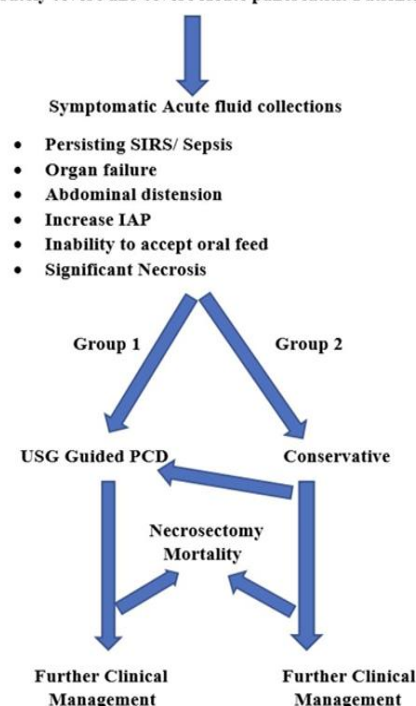 Symptomatic Acute fluid collections
• Persisting SIRS/ Sepsis
• Organ failure
• Abdominal distension
• Increase IAP
• Inability to accept oral feed
• Significant Necrosis
Group 1
Group 2
USG Guided PCD
Conservative
Necrosectomy
Mortality
Further Clinical
Management
Further Clinical
Management